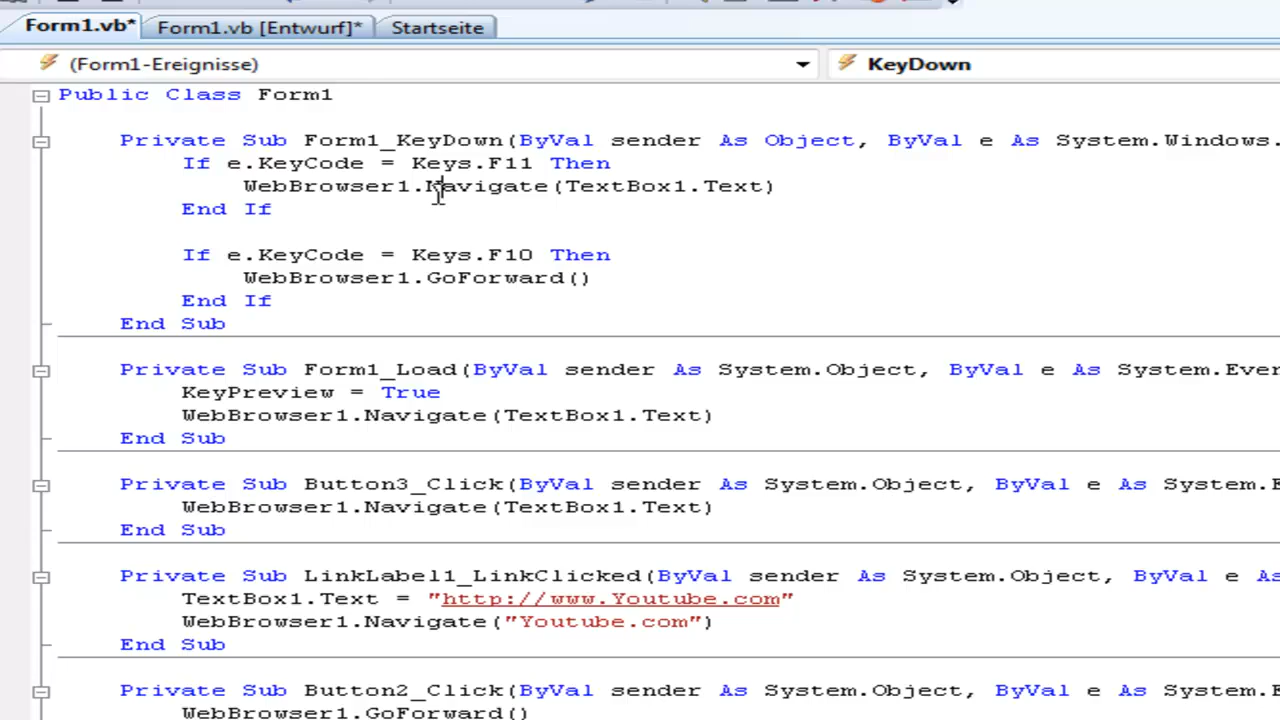 Form1.vb* Form1.vb [Entwurf]* Startseite
(Form1-Ereignisse) KeyDown
Public Class Form1
Private Sub Form1_KeyDown(ByVal sender As Object, ByVal e As System.Windows.
If e.KeyCode = Keys.F11 Then
WebBrowser1.Navigate(TextBox1.Text)
End If
If e.KeyCode = Keys.F10 Then
WebBrowser1.GoForward()
End If
End Sub
Private Sub Form1_Load(ByVal sender As System.Object, ByVal e As System.Even
KeyPreview = True
WebBrowser1.Navigate(TextBox1.Text)
End Sub
Private Sub Button3_Click(ByVal sender As System.Object, ByVal e As System.E
WebBrowser1.Navigate(TextBox1.Text)
End Sub
Private Sub LinkLabel1_LinkClicked(ByVal sender As System.Object, ByVal e As
TextBox1.Text = "http://www.Youtube.com"
WebBrowser1.Navigate("Youtube.com")
End Sub
Private Sub Button2_Click(ByVal sender As System.Object, ByVal e As System.E
WebBrowser1.GoForward()